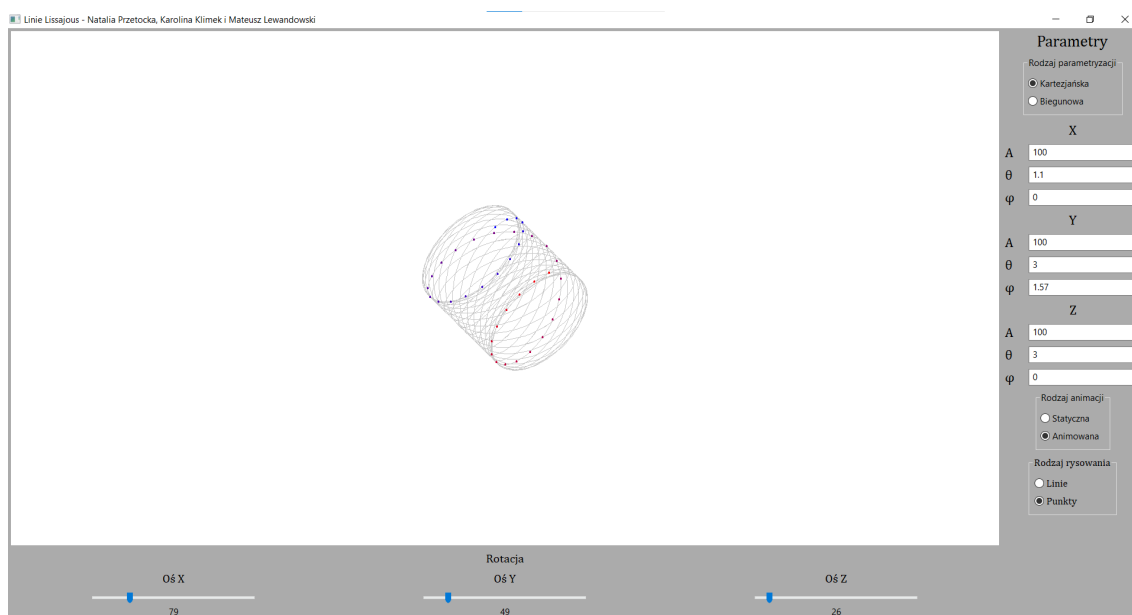 Linie Lissajous - Natalia Przetocka, Karolina Klimek i Mateusz Lewandowski
Parametry
Rodzaj parametryzacji
Kartezjańska
Biegunowa
X
A 100
θ 1.1
φ 0
Y
A 100
θ 3
φ 1.57
Z
A 100
θ 3
φ 0
Rodzaj animacji
Statyczna
Animowana
Rodzaj rysowania
Linie
Punkty
Rotacja
Oś X Oś Y Oś Z
79 49 26